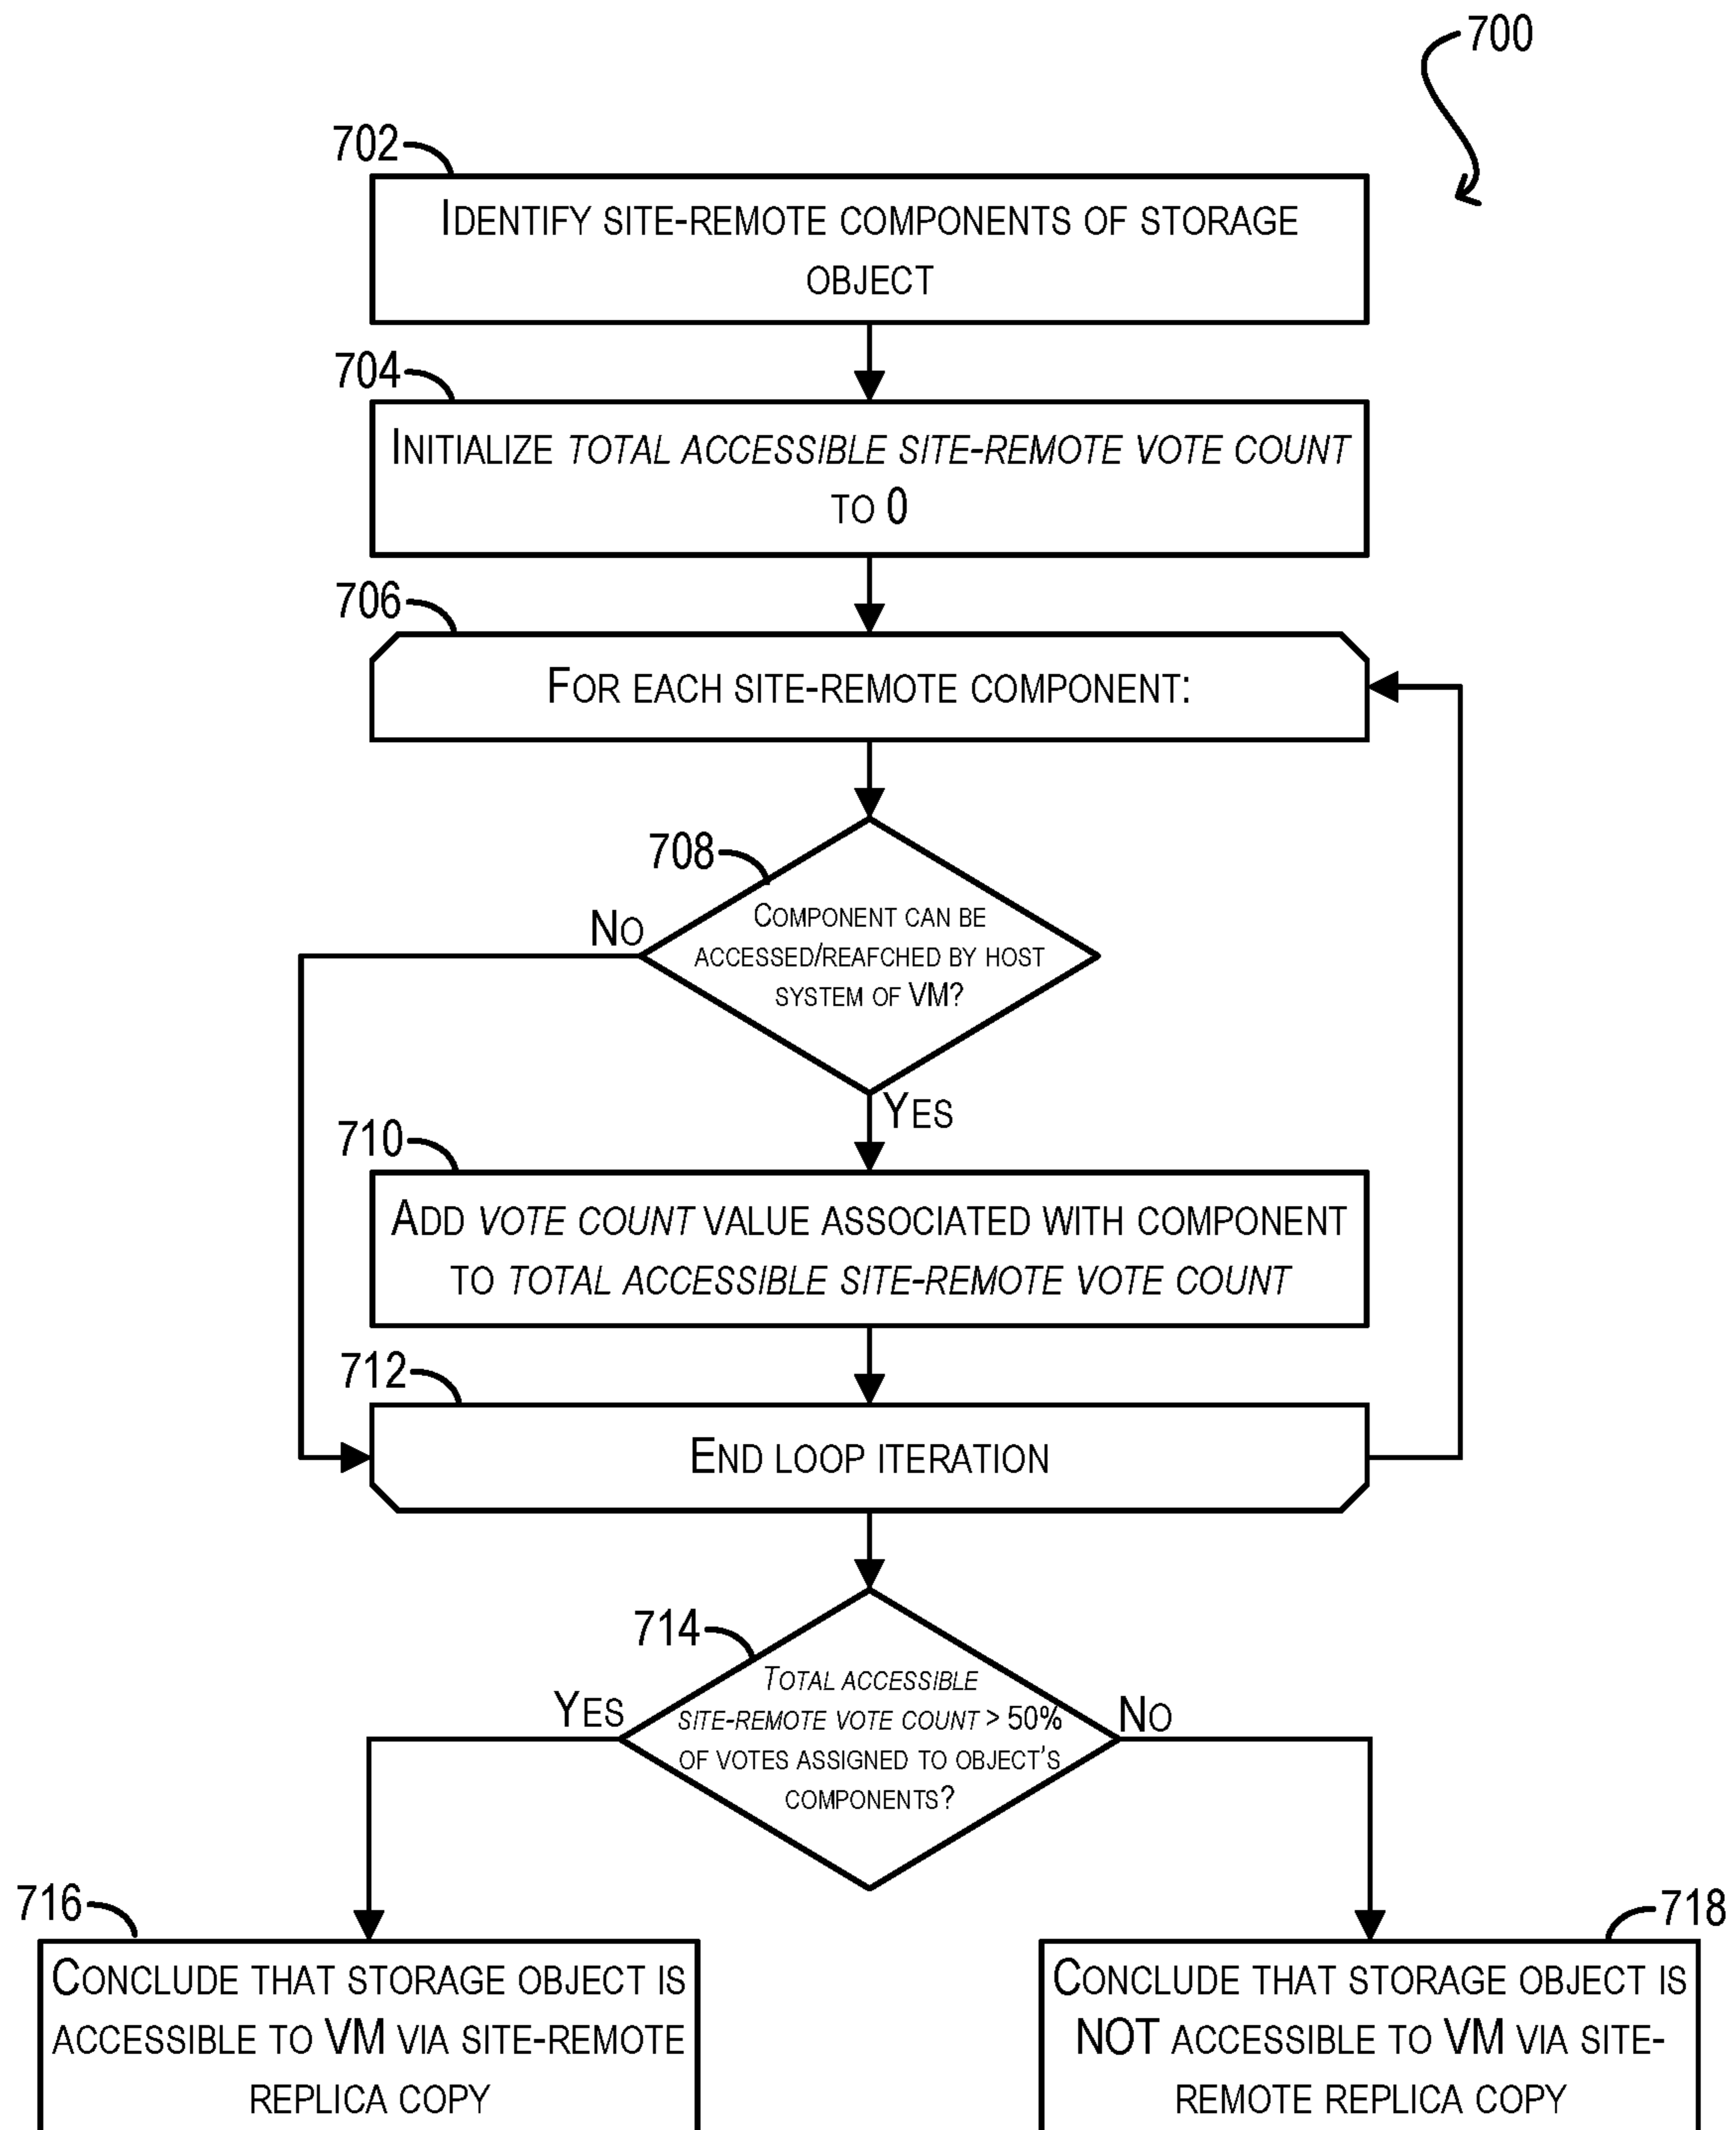 700
702
Identify site-remote components of storage
object
704
Initialize total accessible site-remote vote count
to 0
706
For each site-remote component:
708
No
Component can be
accessed/reafched by host
system of VM?
Yes
710
Add vote count value associated with component
to total accessible site-remote vote count
712
End loop iteration
714
Yes
Total accessible
site-remote vote count > 50%
of votes assigned to object's
components?
No
716
Conclude that storage object is
accessible to VM via site-remote
replica copy
718
Conclude that storage object is
NOT accessible to VM via site-
remote replica copy